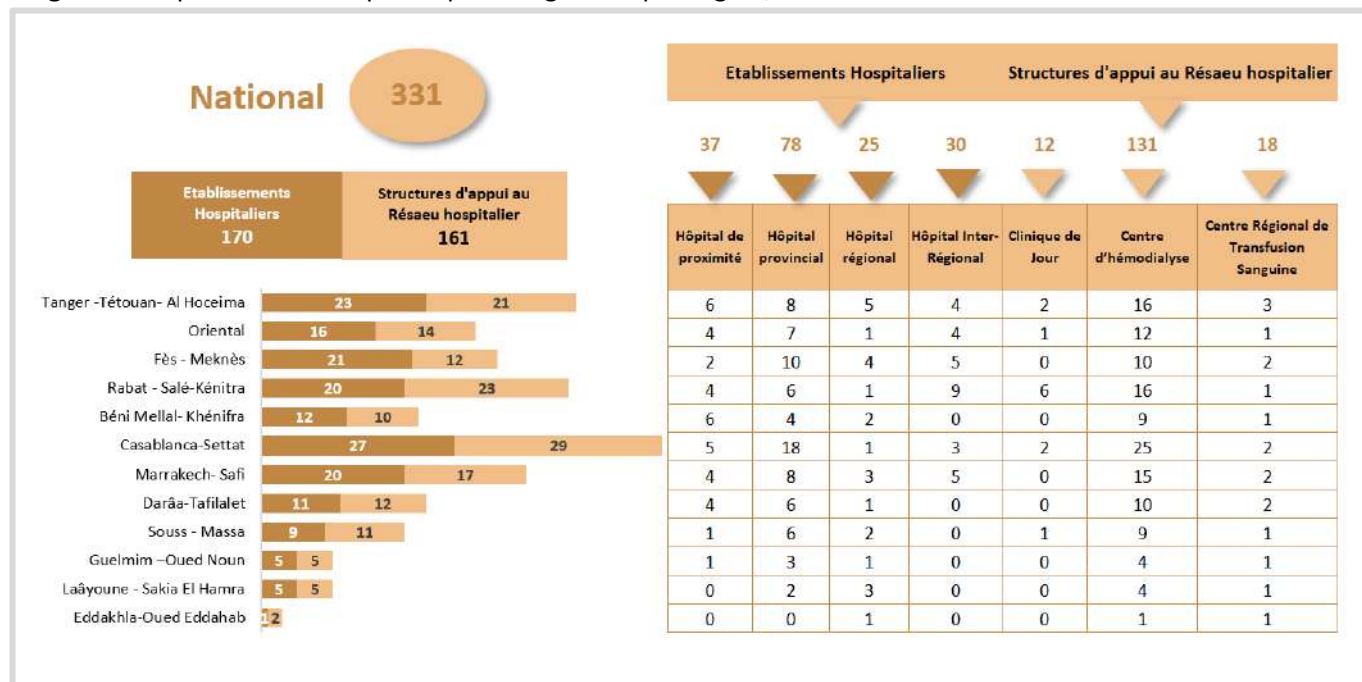 National 331
Etablissements
Hospitaliers
170
Structures d'appui au
Résaeu hospitalier
161
Etablissements Hospitaliers Structures d'appui au Résaeu hospitalier
37 78 25 30 12 131 18
Hôpital de
proximité
Hôpital
provincial
Hôpital
régional
Hôpital Inter-
Régional
Clinique de
Jour
Centre
d'hémodialyse
Centre Régional de
Transfusion
Sanguine
Tanger -Tétouan- Al Hoceima 23 21 6 8 5 4 2 16 3
Oriental 16 14 4 7 1 4 1 12 1
Fès - Meknès 21 12 2 10 4 5 0 10 2
Rabat - Salé-Kénitra 20 23 4 6 1 9 6 16 1
Béni Mellal- Khénifra 12 10 6 4 2 0 0 9 1
Casablanca-Settat 27 29 5 18 1 3 2 25 2
Marrakech- Safi 20 17 4 8 3 5 0 15 2
Darâa-Tafilalet 11 12 4 6 1 0 0 10 2
Souss - Massa 9 11 1 6 2 0 1 9 1
Guelmim –Oued Noun 5 5 1 3 1 0 0 4 1
Laâyoune - Sakia El Hamra 5 5 0 2 3 0 0 4 1
Eddakhla-Oued Eddahab 1 2 0 0 1 0 0 1 1